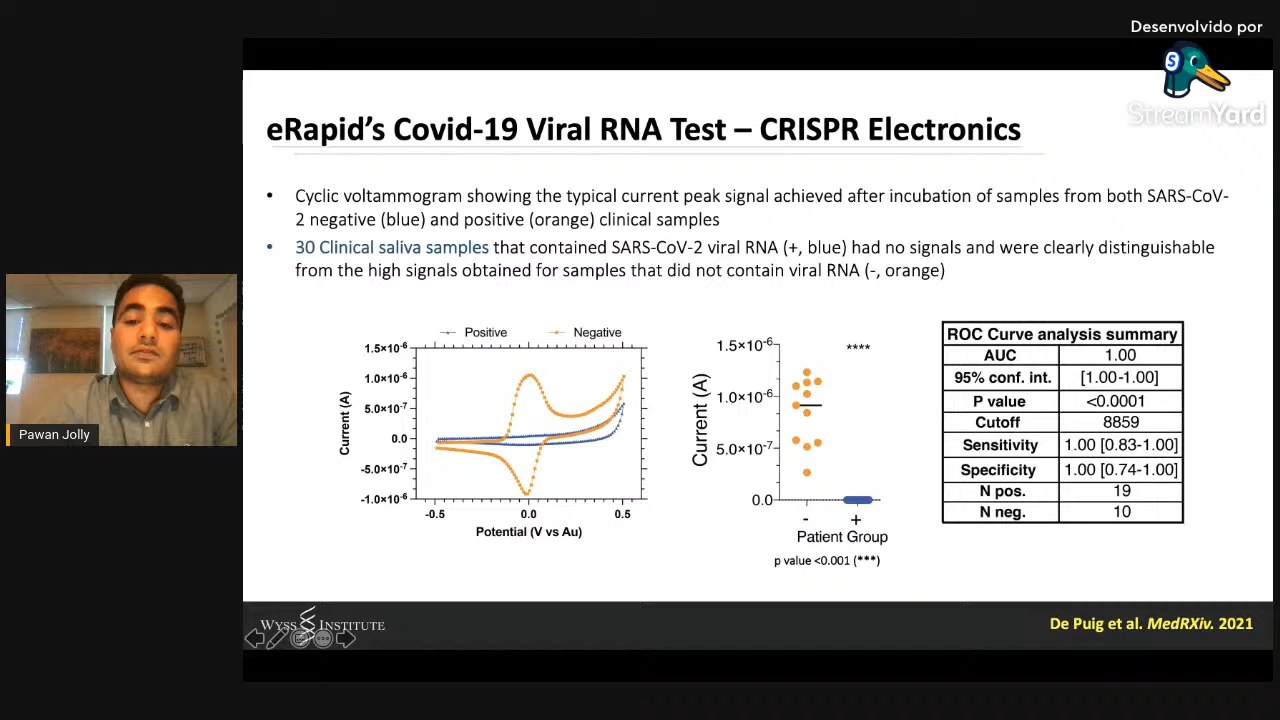 Desenvolvido por
StreamYard
eRapid's Covid-19 Viral RNA Test – CRISPR Electronics
• Cyclic voltammogram showing the typical current peak signal achieved after incubation of samples from both SARS-CoV-
2 negative (blue) and positive (orange) clinical samples
• 30 Clinical saliva samples that contained SARS-CoV-2 viral RNA (+, blue) had no signals and were clearly distinguishable
from the high signals obtained for samples that did not contain viral RNA (-, orange)
Pawan Jolly
Positive Negative
Current (A)
1.5×10⁻⁶
1.0×10⁻⁶
5.0×10⁻⁷
0.0
-5.0×10⁻⁷
-1.0×10⁻⁶
-0.5 0.0 0.5
Potential (V vs Au)
****
Current (A)
1.5×10⁻⁶
1.0×10⁻⁶
5.0×10⁻⁷
0.0
- +
Patient Group
p value <0.001 (***)
ROC Curve analysis summary
AUC 1.00
95% conf. int. [1.00-1.00]
P value <0.0001
Cutoff 8859
Sensitivity 1.00 [0.83-1.00]
Specificity 1.00 [0.74-1.00]
N pos. 19
N neg. 10
WYSS INSTITUTE
De Puig et al. MedRXiv. 2021